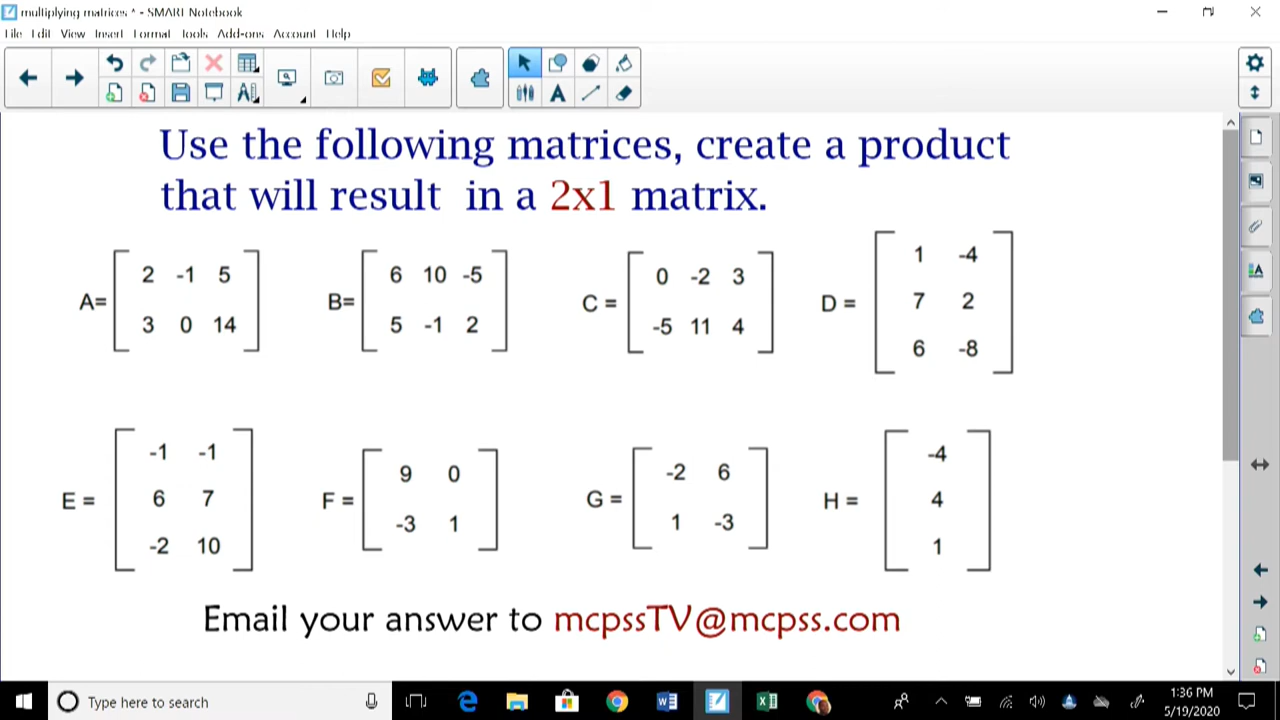 multiplying matrices * - SMART Notebook
File Edit View Insert Format Tools Add-ons Account Help
Use the following matrices, create a product
that will result in a 2x1 matrix.
A= 2 -1 5
3 0 14
B= 6 10 -5
5 -1 2
C = 0 -2 3
-5 11 4
D = 1 -4
7 2
6 -8
E = -1 -1
6 7
-2 10
F = 9 0
-3 1
G = -2 6
1 -3
H = -4
4
1
Email your answer to mcpssTV@mcpss.com
Type here to search
1:36 PM
5/19/2020